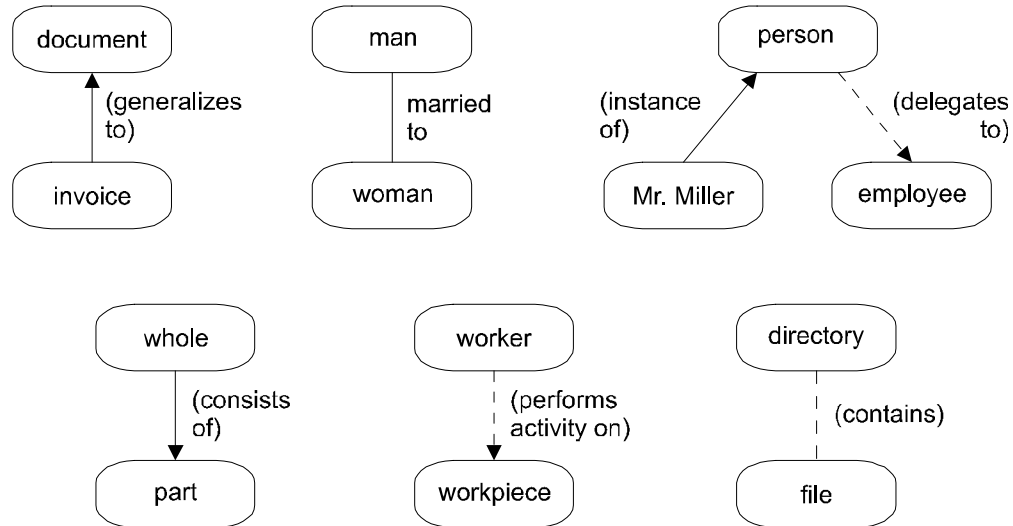 document
man
person
(generalizes
to)
married
to
(instance
of)
(delegates
to)
invoice
woman
Mr. Miller
employee
whole
worker
directory
(consists
of)
(performs
activity on)
(contains)
part
workpiece
file